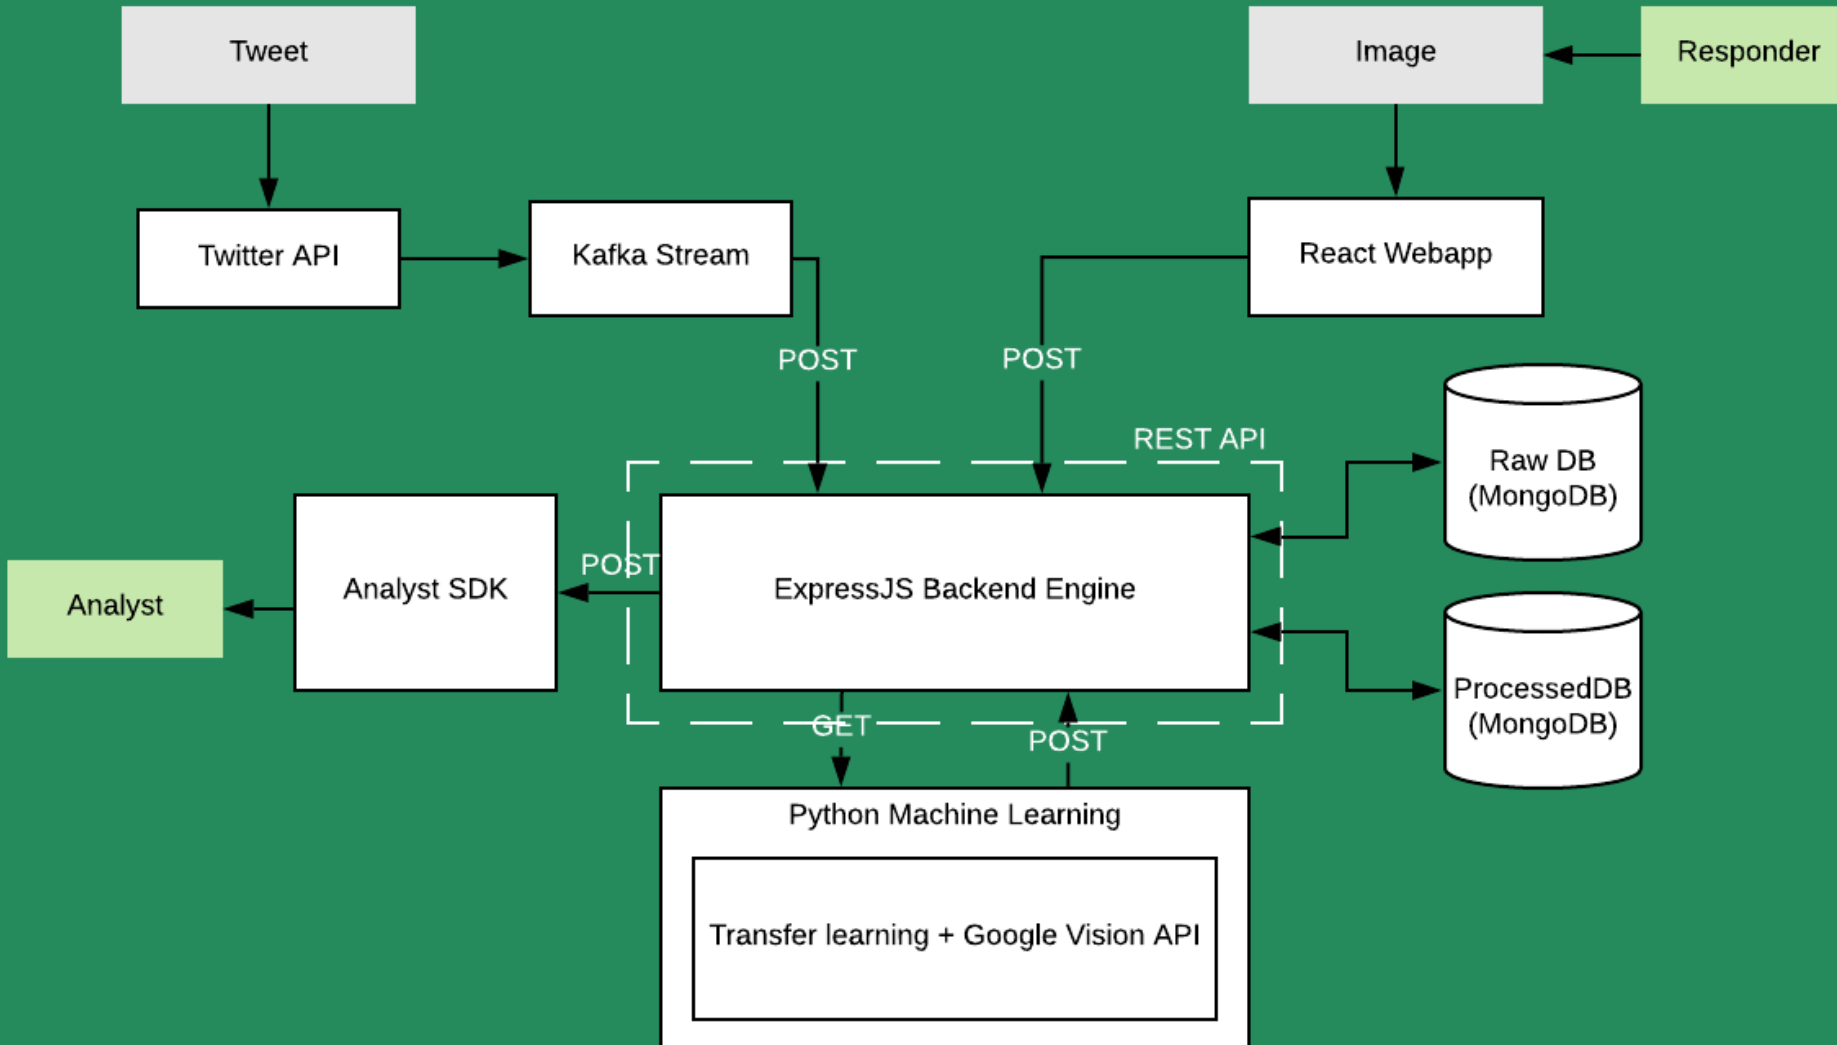 Tweet
Image
Responder
Twitter API
Kafka Stream
React Webapp
POST
POST
REST API
Raw DB
(MongoDB)
POST
Analyst
Analyst SDK
ExpressJS Backend Engine
ProcessedDB
(MongoDB)
GET
POST
Python Machine Learning
Transfer learning + Google Vision API